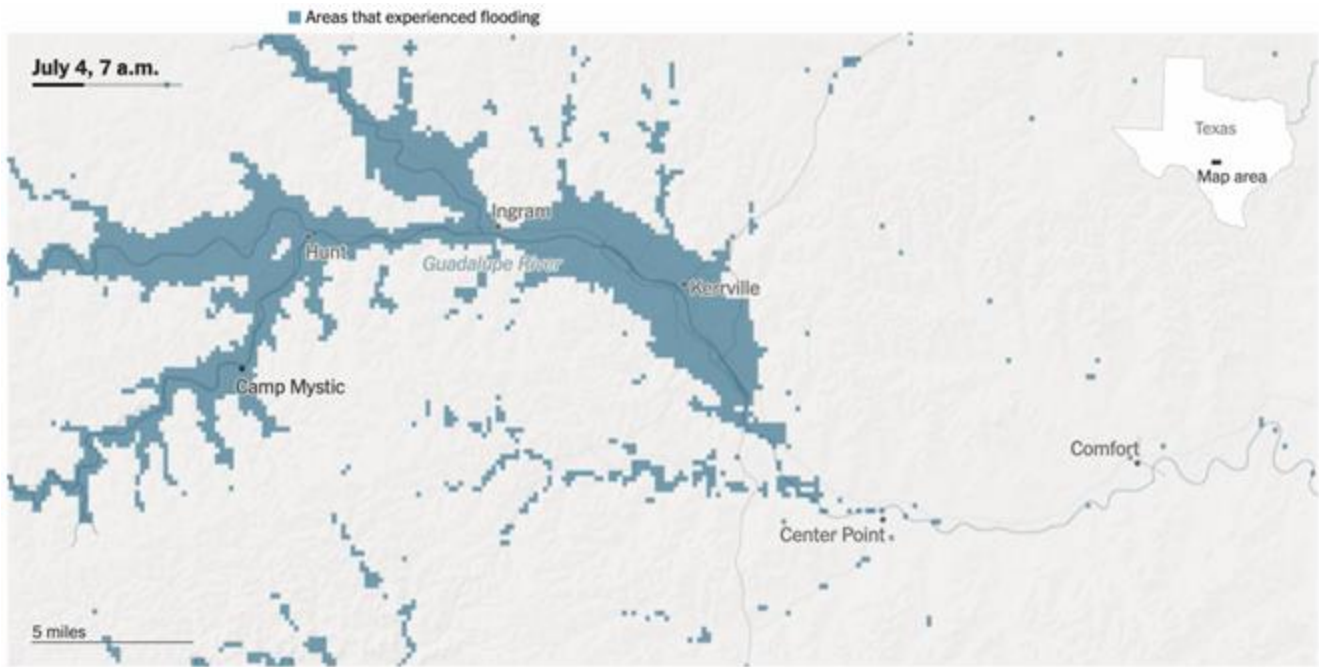 Areas that experienced flooding
July 4, 7 a.m.
Texas
Map area
Ingram
Hunt
Guadalupe River
Kerrville
Camp Mystic
Comfort
Center Point
5 miles